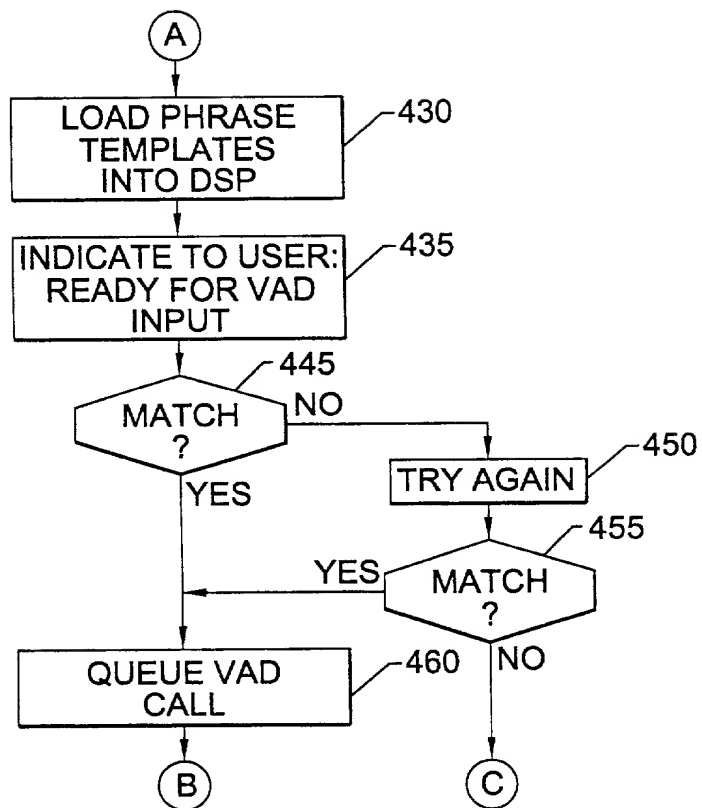 A
LOAD PHRASE
TEMPLATES
INTO DSP
430
INDICATE TO USER:
READY FOR VAD
INPUT
435
445
MATCH
?
NO
YES
TRY AGAIN
450
455
YES
MATCH
?
NO
QUEUE VAD
CALL
460
B
C